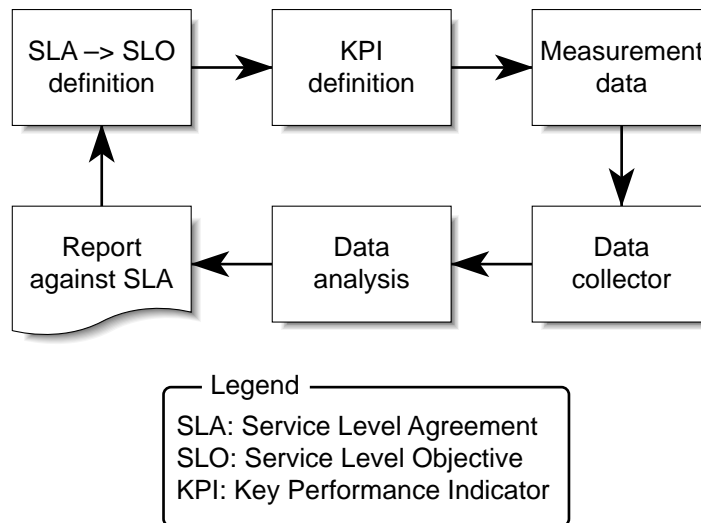 SLA –> SLO
definition
KPI
definition
Measurement
data
Report
against SLA
Data
analysis
Data
collector
Legend
SLA: Service Level Agreement
SLO: Service Level Objective
KPI: Key Performance Indicator